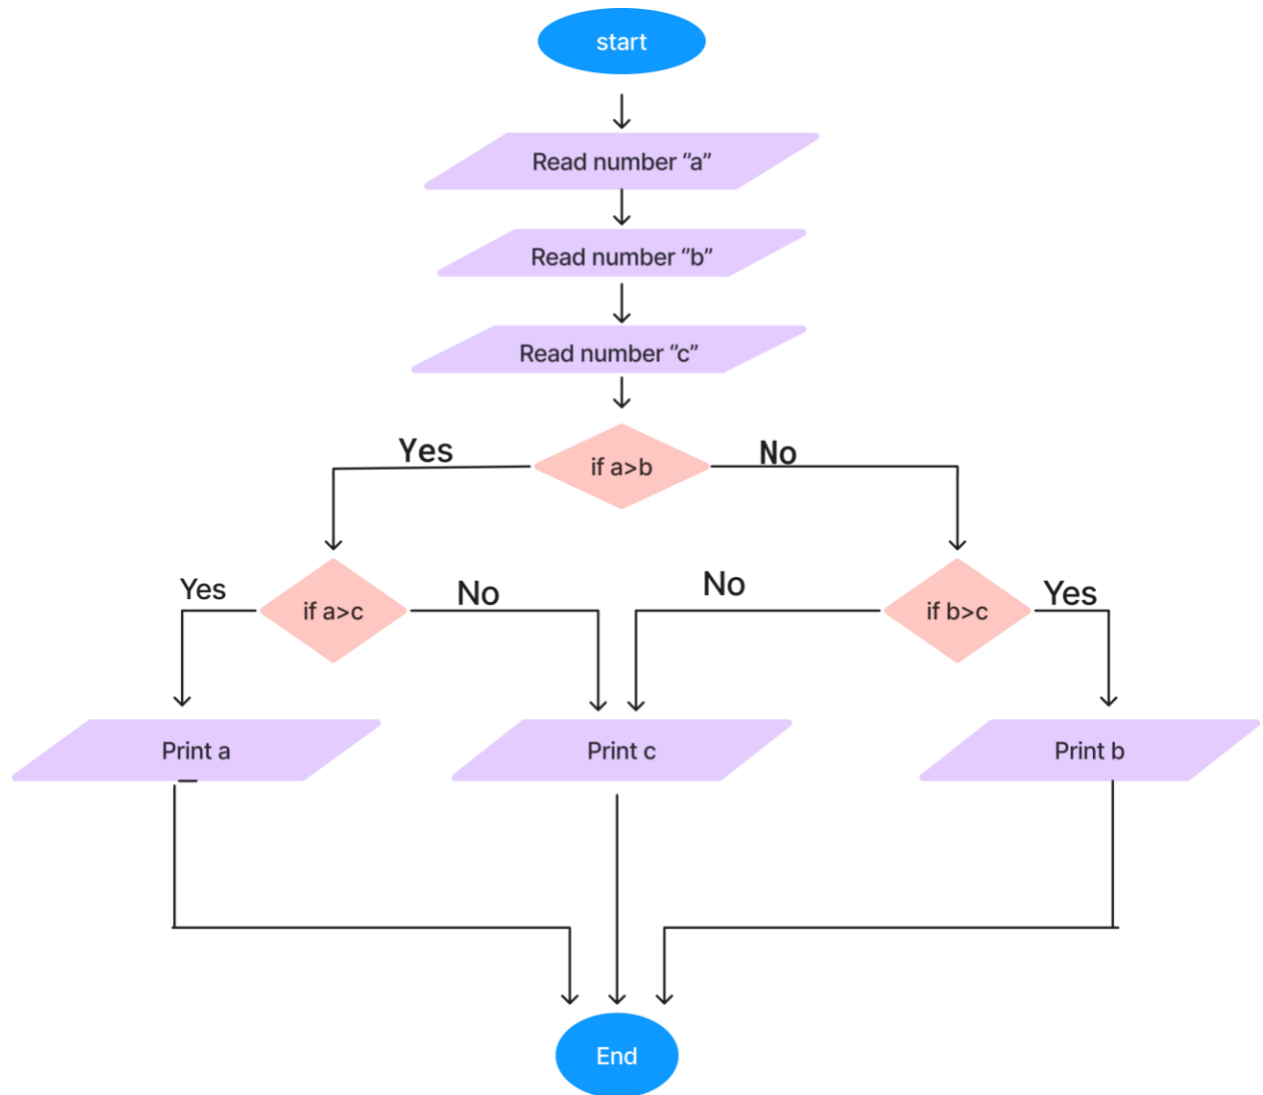 start
Read number “a”
Read number “b”
Read number “c”
Yes
if a>b
No
Yes
if a>c
No
No
if b>c
Yes
Print a
Print c
Print b
End